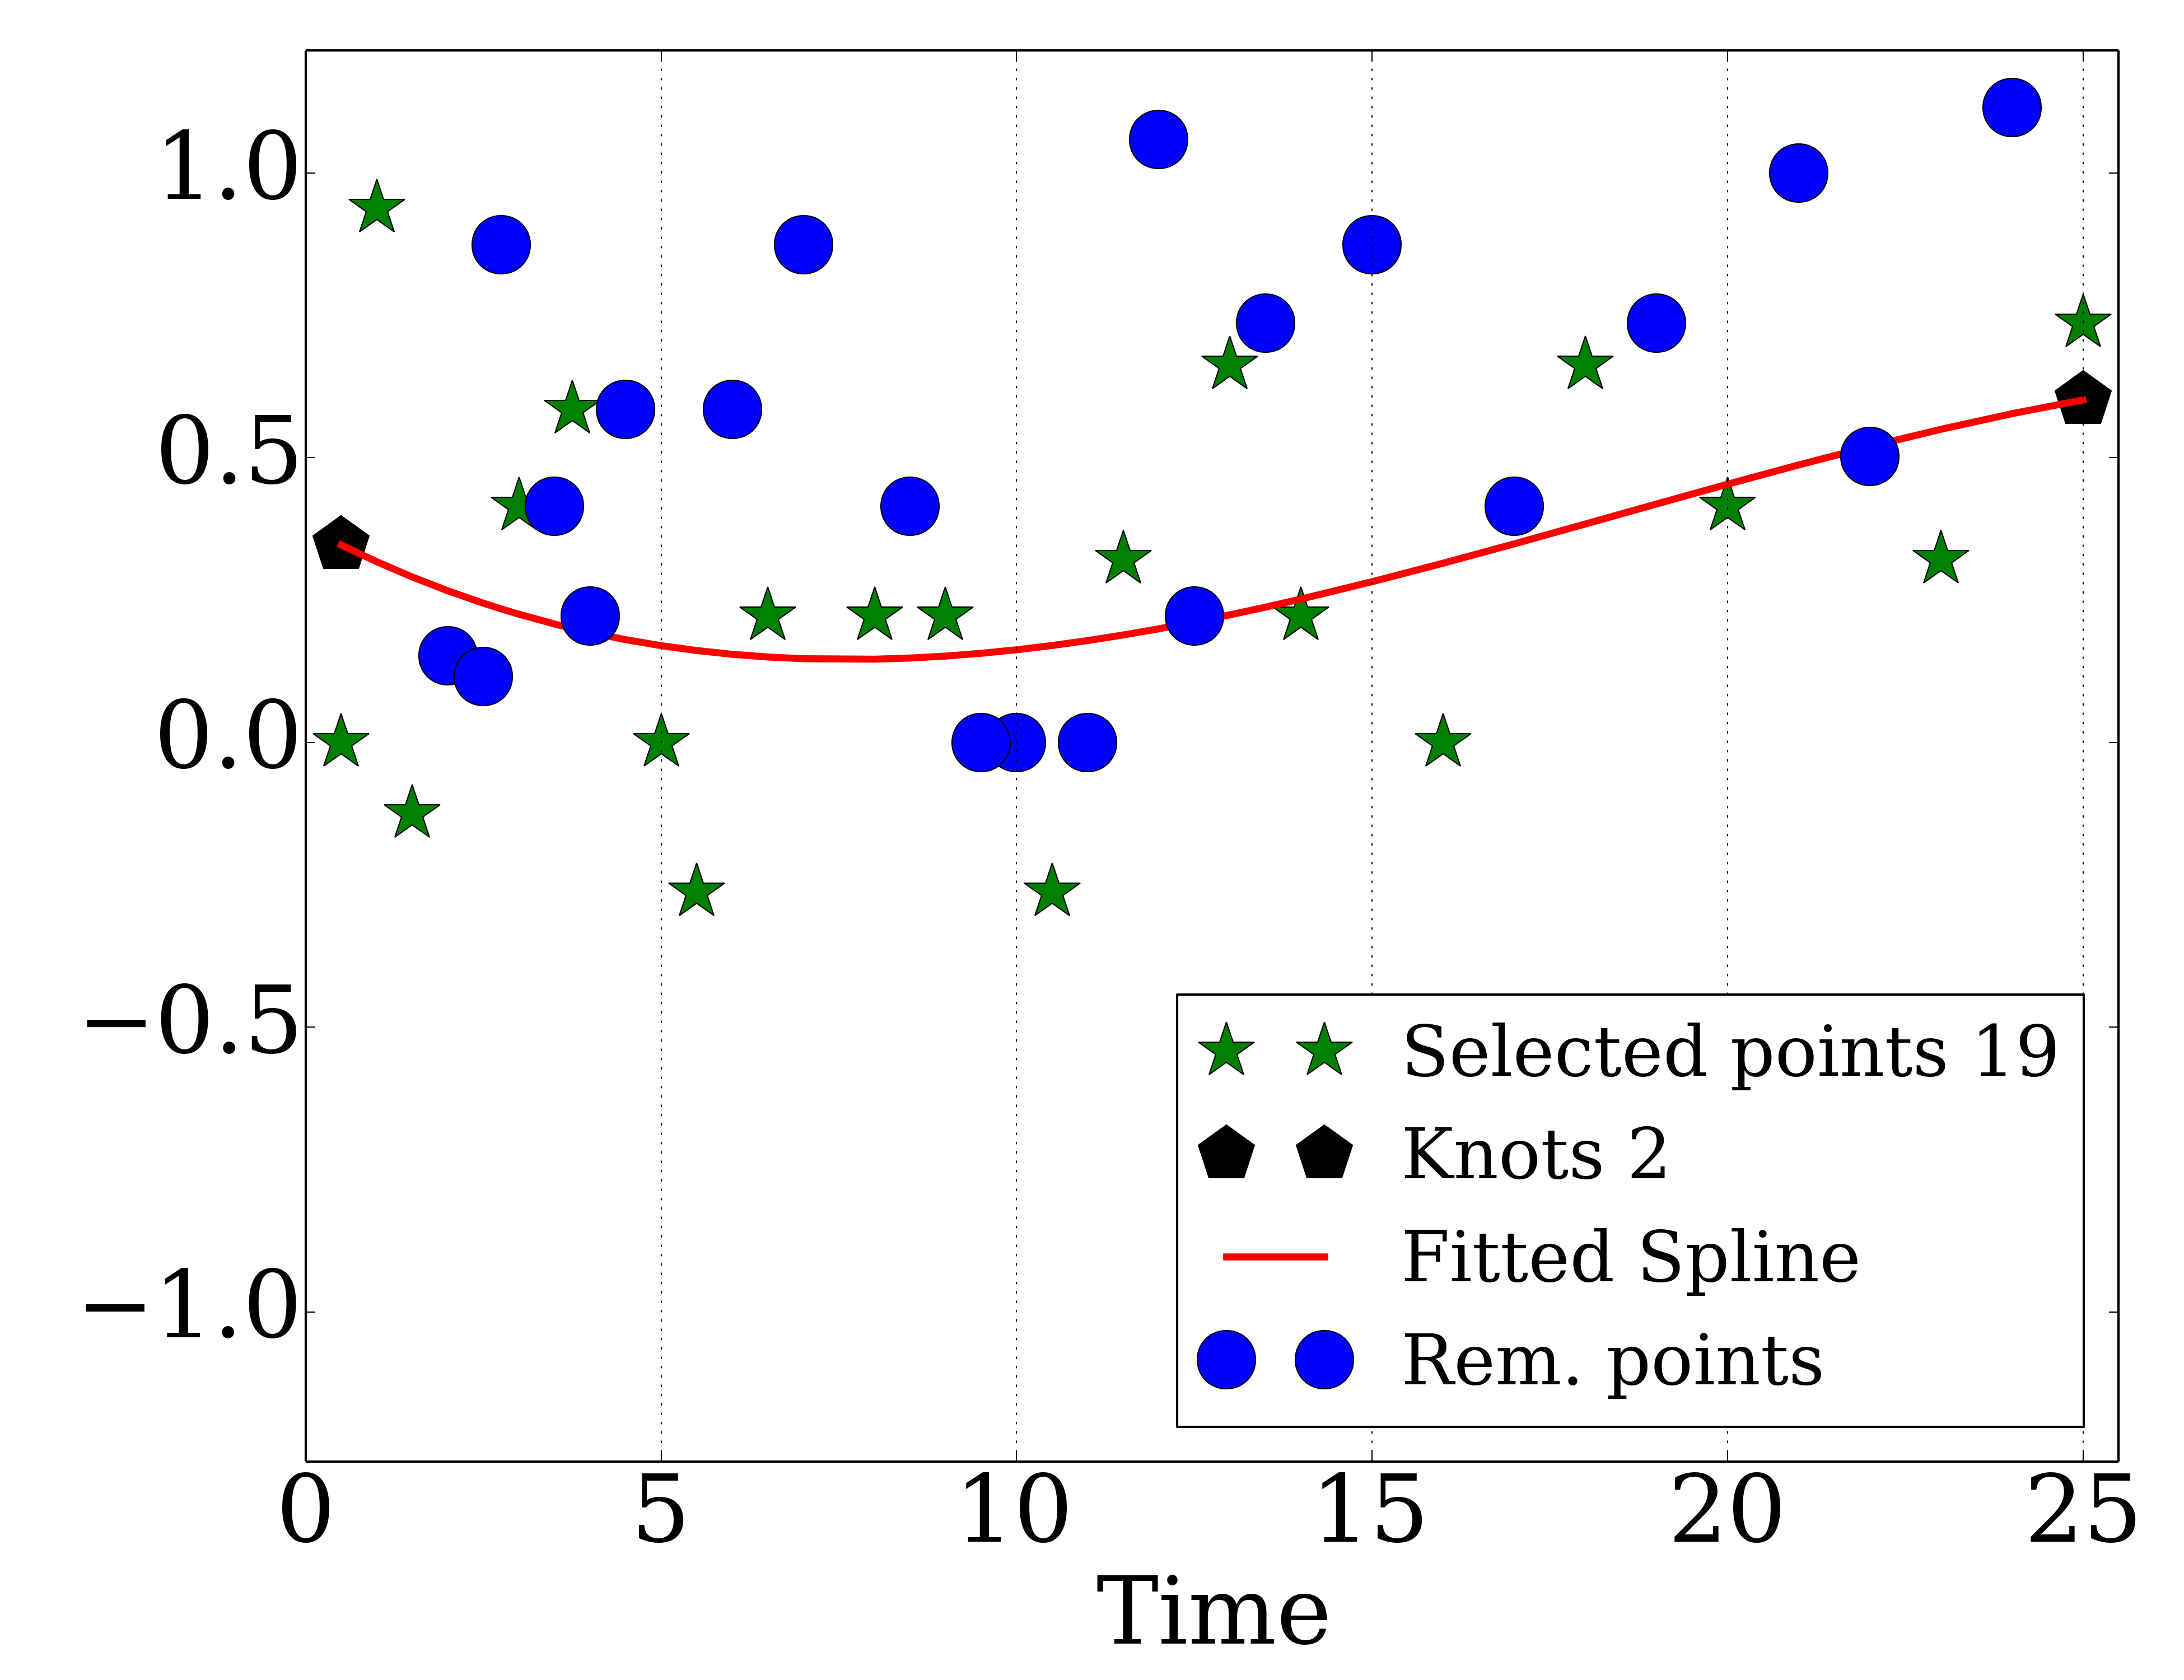 1.0
0.5
0.0
−0.5
−1.0
Selected points 19
Knots 2
Fitted Spline
Rem. points
0 5 10 15 20 25
Time